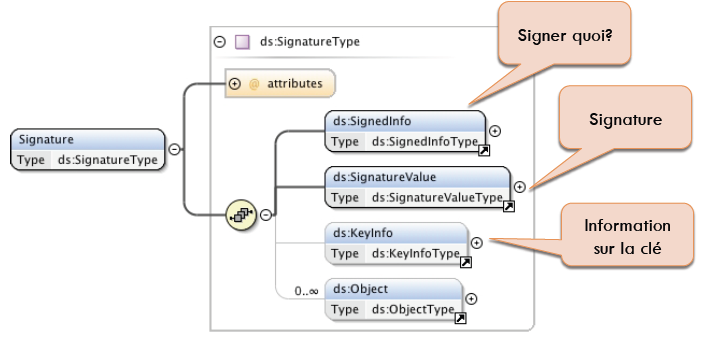 Signer quoi?
ds:SignatureType
@ attributes
ds:SignedInfo
Type ds:SignedInfoType
Signature
Signature
Type ds:SignatureType
ds:SignatureValue
Type ds:SignatureValueType
ds:KeyInfo
Type ds:KeyInfoType
Information
sur la clé
0..∞
ds:Object
Type ds:ObjectType